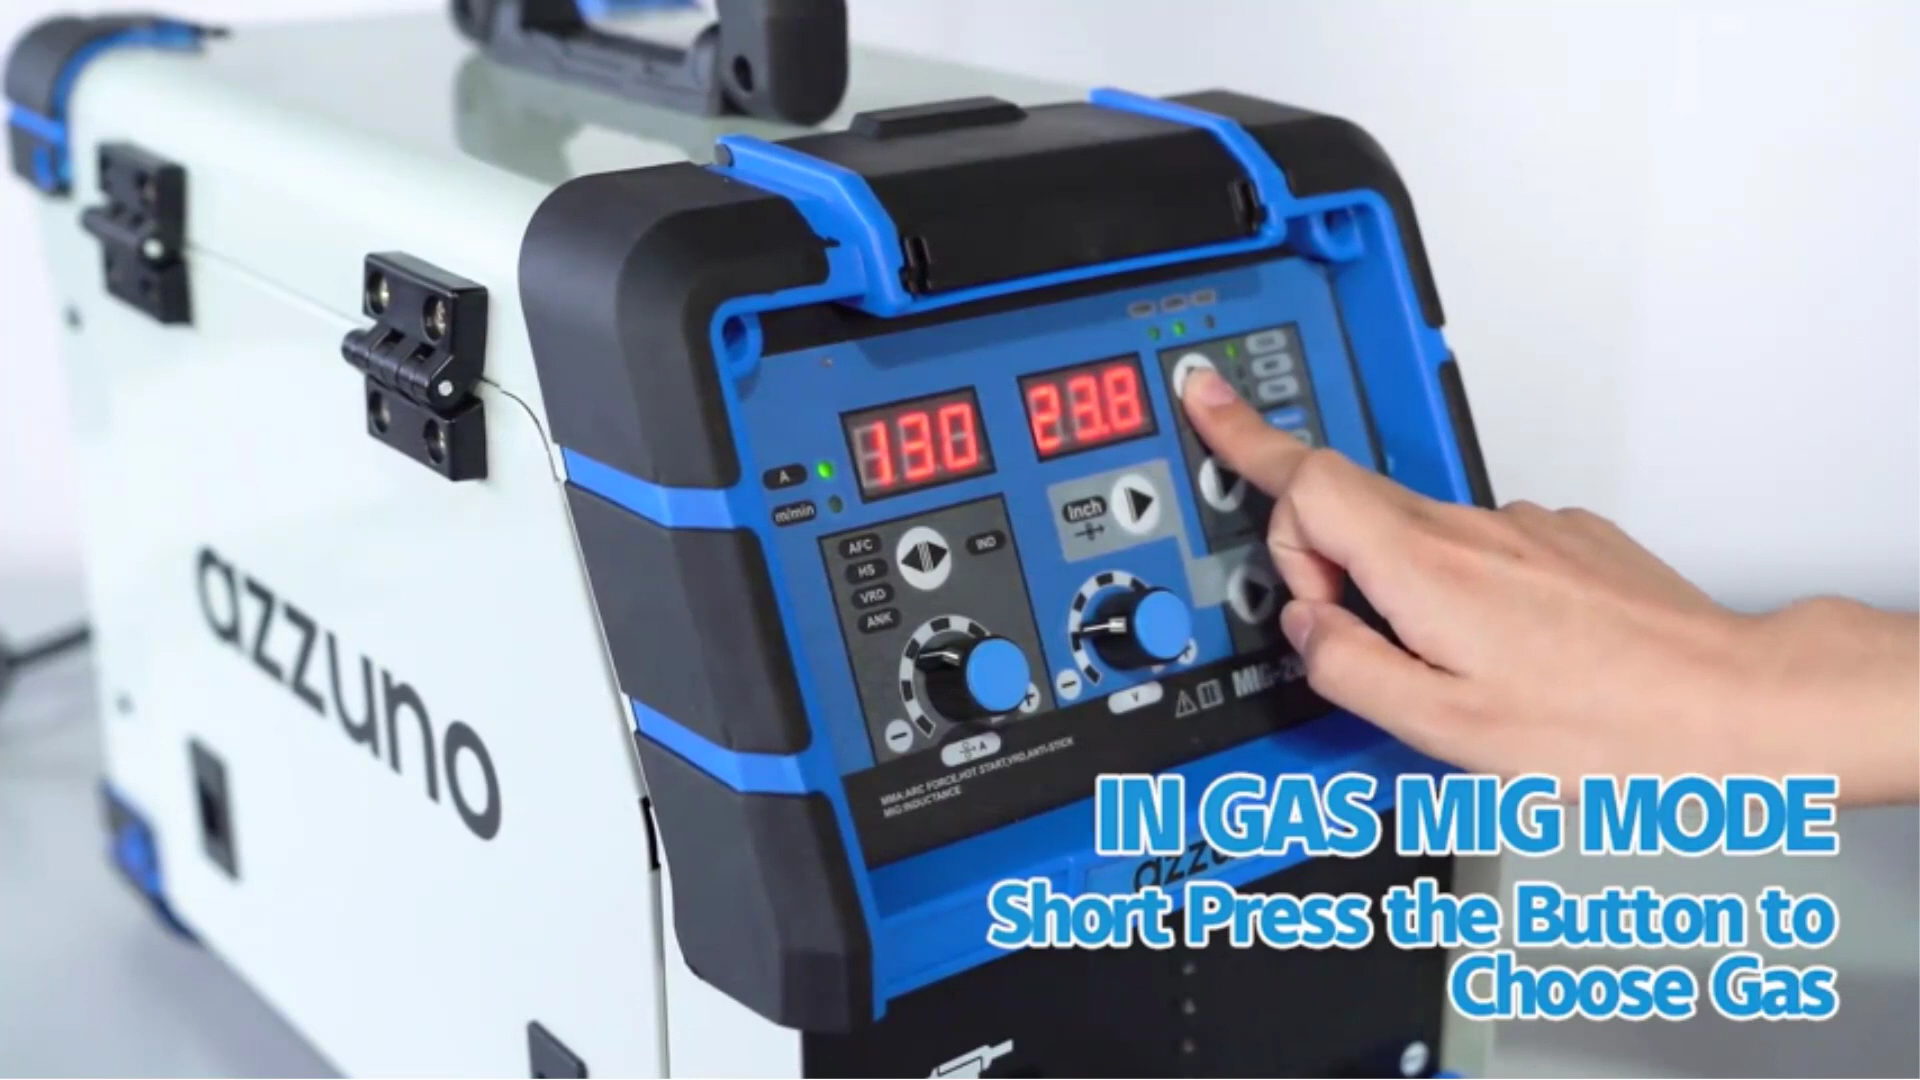 130
23.8
A
m/min
Inch
AFC
IND
HS
VRD
ANK
A
V
MMA:ARC FORCE,HOT START,VRD,ANTI-STICK
MIG:INDUCTANCE
azzuno
IN GAS MIG MODE
Short Press the Button to
Choose Gas